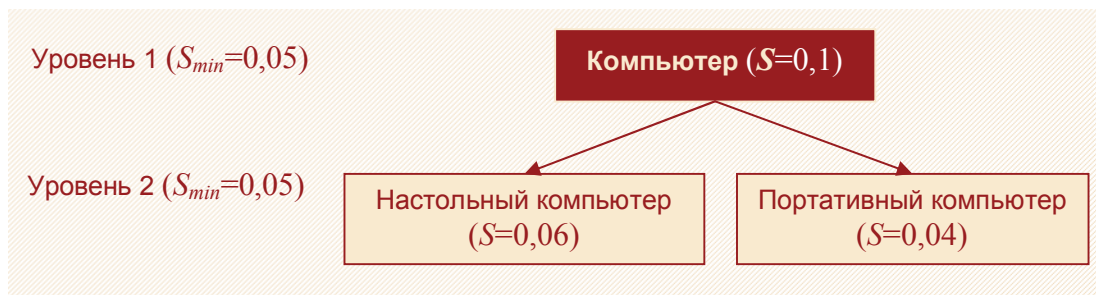 Уровень 1 (Smin=0,05)
Компьютер (S=0,1)
Уровень 2 (Smin=0,05)
Настольный компьютер
(S=0,06)
Портативный компьютер
(S=0,04)